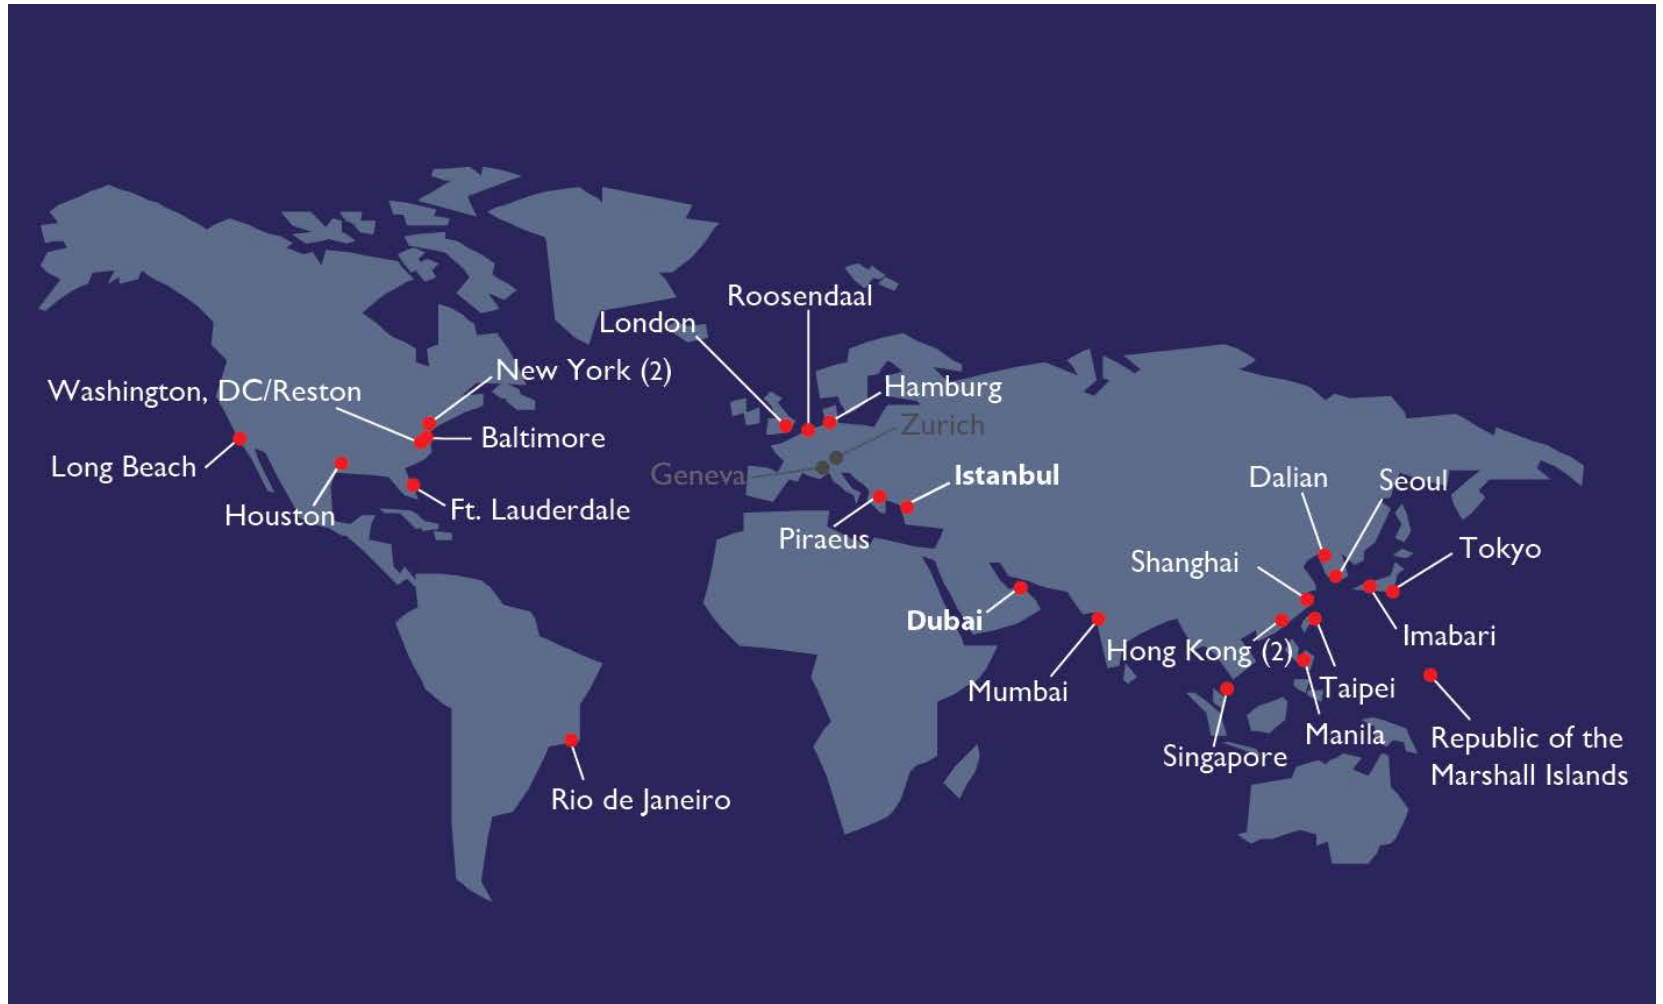 Roosendaal
London
New York (2)
Washington, DC/Reston
Hamburg
Zurich
Baltimore
Long Beach
Geneva
Istanbul
Dalian
Seoul
Houston
Ft. Lauderdale
Piraeus
Tokyo
Shanghai
Dubai
Imabari
Hong Kong (2)
Mumbai
Taipei
Manila
Republic of the
Marshall Islands
Singapore
Rio de Janeiro